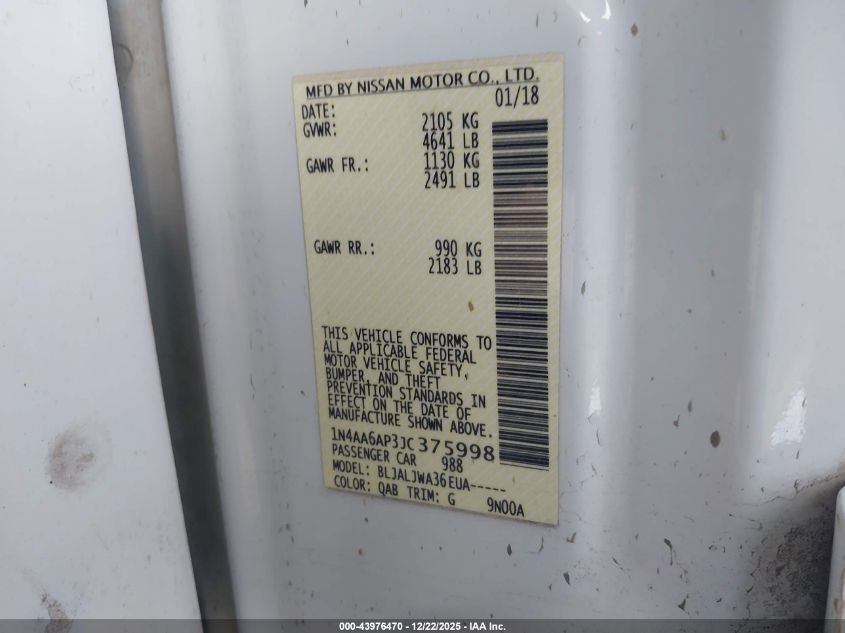 MFD BY NISSAN MOTOR CO., LTD.
DATE: 01/18
GVWR: 2105 KG
4641 LB
GAWR FR.: 1130 KG
2491 LB
GAWR RR.: 990 KG
2183 LB
THIS VEHICLE CONFORMS TO
ALL APPLICABLE FEDERAL
MOTOR VEHICLE SAFETY,
BUMPER, AND THEFT
PREVENTION STANDARDS IN
EFFECT ON THE DATE OF
MANUFACTURE SHOWN ABOVE.
1N4AA6AP3JC375998
PASSENGER CAR 988
MODEL: BLJALJWA36EUA-----
COLOR: QAB TRIM: G 9N00A
000-43976470 - 12/22/2025 - IAA Inc.